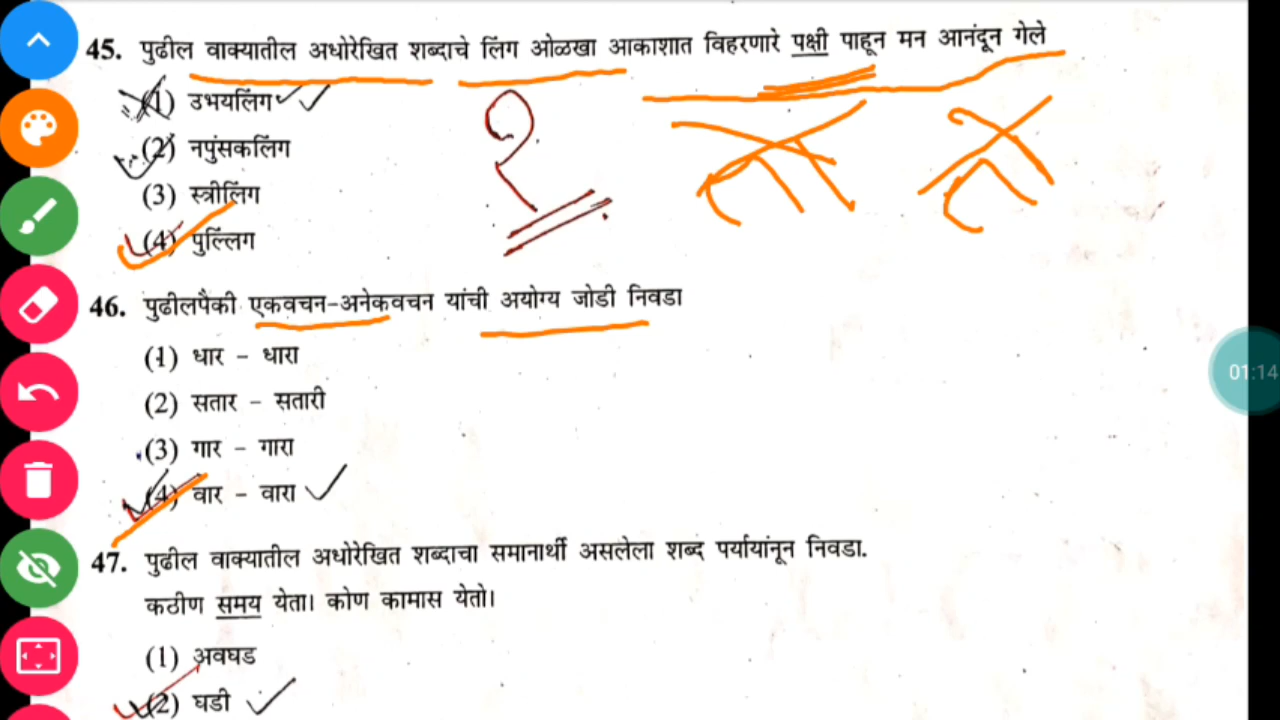 45. पुढील वाक्यातील अधोरेखित शब्दाचे लिंग ओळखा आकाशात विहरणारे पक्षी पाहून मन आनंदून गेले
(1) उभयलिंग
(2) नपुंसकलिंग
(3) स्त्रीलिंग
(4) पुल्लिंग
46. पुढीलपैकी एकवचन-अनेकवचन यांची अयोग्य जोडी निवडा
(1) धार - धारा
(2) सतार - सतारी
(3) गार - गारा
(4) वार - वारा
01:14
47. पुढील वाक्यातील अधोरेखित शब्दाचा समानार्थी असलेला शब्द पर्यायांनून निवडा.
कठीण समय येता। कोण कामास येतो।
(1) अवघड
(2) घडी